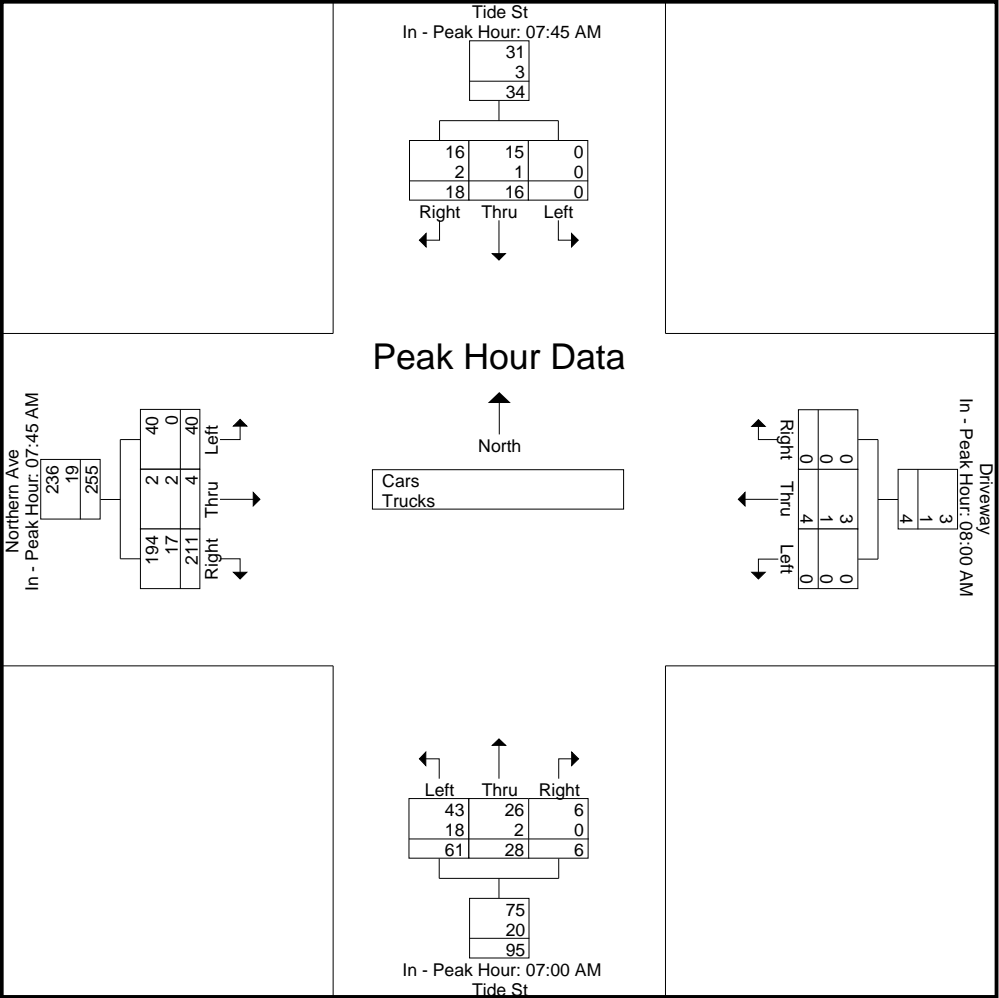 Tide St
In - Peak Hour: 07:45 AM
31
3
34
16 15 0
2 1 0
18 16 0
Right Thru Left
Peak Hour Data
North
Cars
Trucks
Northern Ave
In - Peak Hour: 07:45 AM
236
19
255
40 0 40
2 2 4
194 17 211
Left
Thru
Right
Driveway
In - Peak Hour: 08:00 AM
3
1
4
Right
Thru
Left
0 0 0
4 1 3
0 0 0
Left Thru Right
43 26 6
18 2 0
61 28 6
75
20
95
In - Peak Hour: 07:00 AM
Tide St